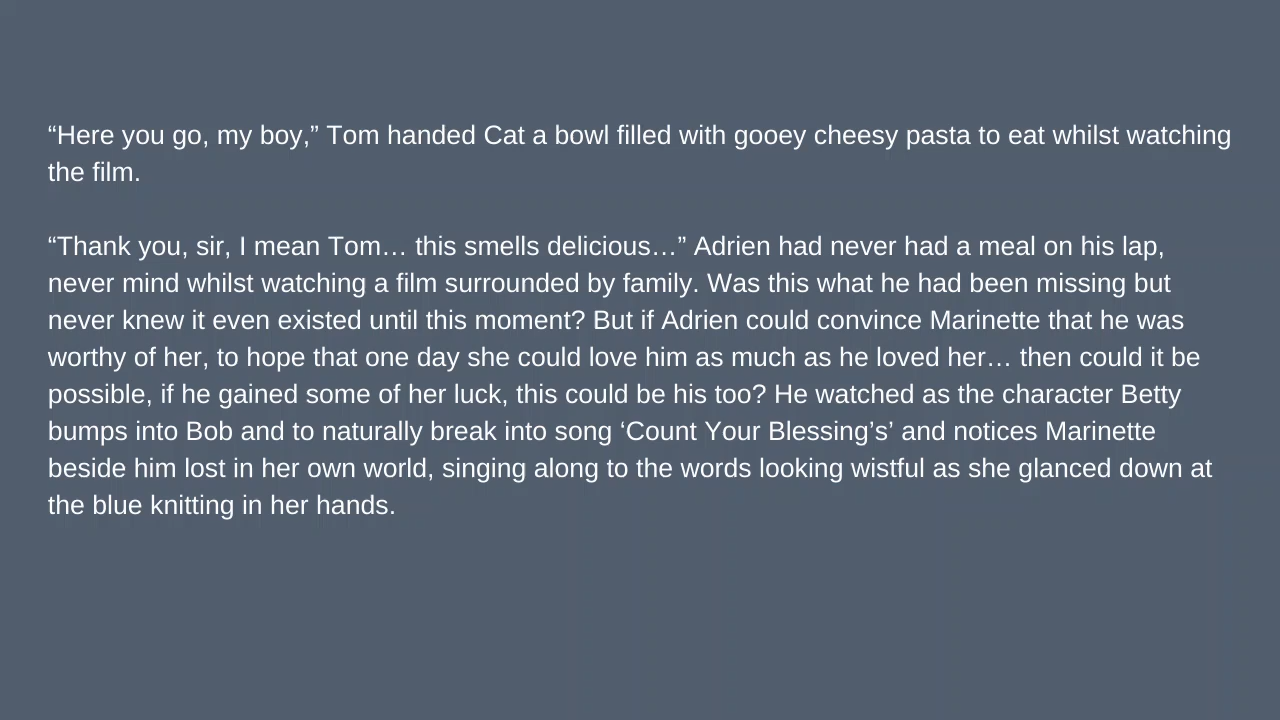 “Here you go, my boy,” Tom handed Cat a bowl filled with gooey cheesy pasta to eat whilst watching
the film.
“Thank you, sir, I mean Tom… this smells delicious…” Adrien had never had a meal on his lap,
never mind whilst watching a film surrounded by family. Was this what he had been missing but
never knew it even existed until this moment? But if Adrien could convince Marinette that he was
worthy of her, to hope that one day she could love him as much as he loved her… then could it be
possible, if he gained some of her luck, this could be his too? He watched as the character Betty
bumps into Bob and to naturally break into song ‘Count Your Blessing’s’ and notices Marinette
beside him lost in her own world, singing along to the words looking wistful as she glanced down at
the blue knitting in her hands.